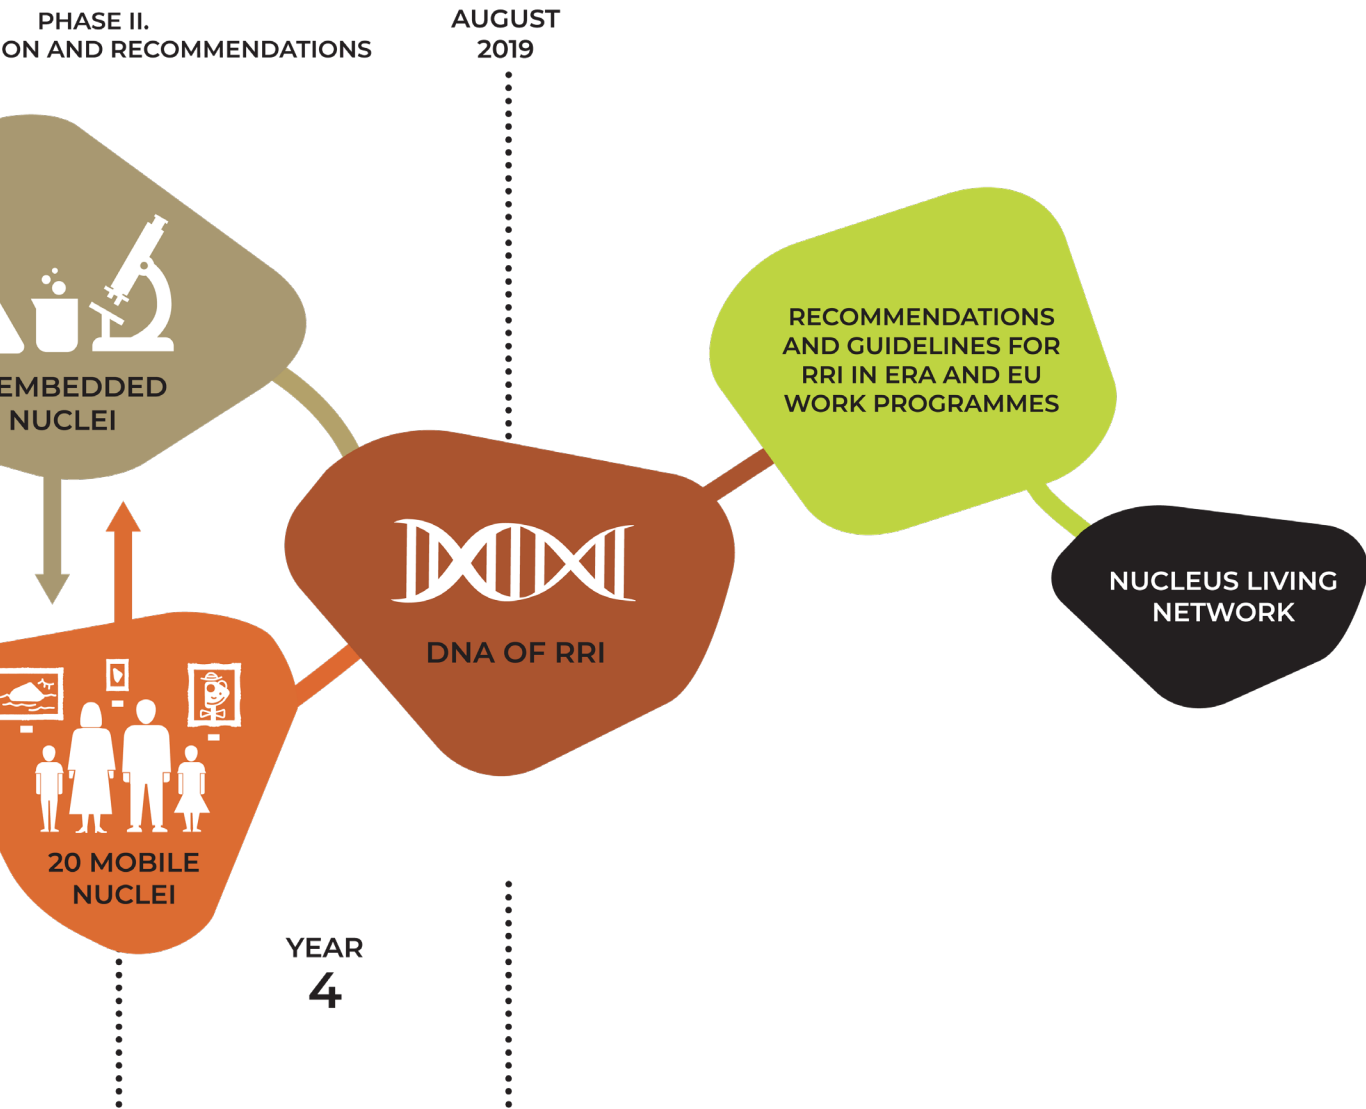 PHASE II.
ON AND RECOMMENDATIONS
AUGUST
2019
EMBEDDED
NUCLEI
RECOMMENDATIONS
AND GUIDELINES FOR
RRI IN ERA AND EU
WORK PROGRAMMES
NUCLEUS LIVING
NETWORK
DNA OF RRI
20 MOBILE
NUCLEI
YEAR
4